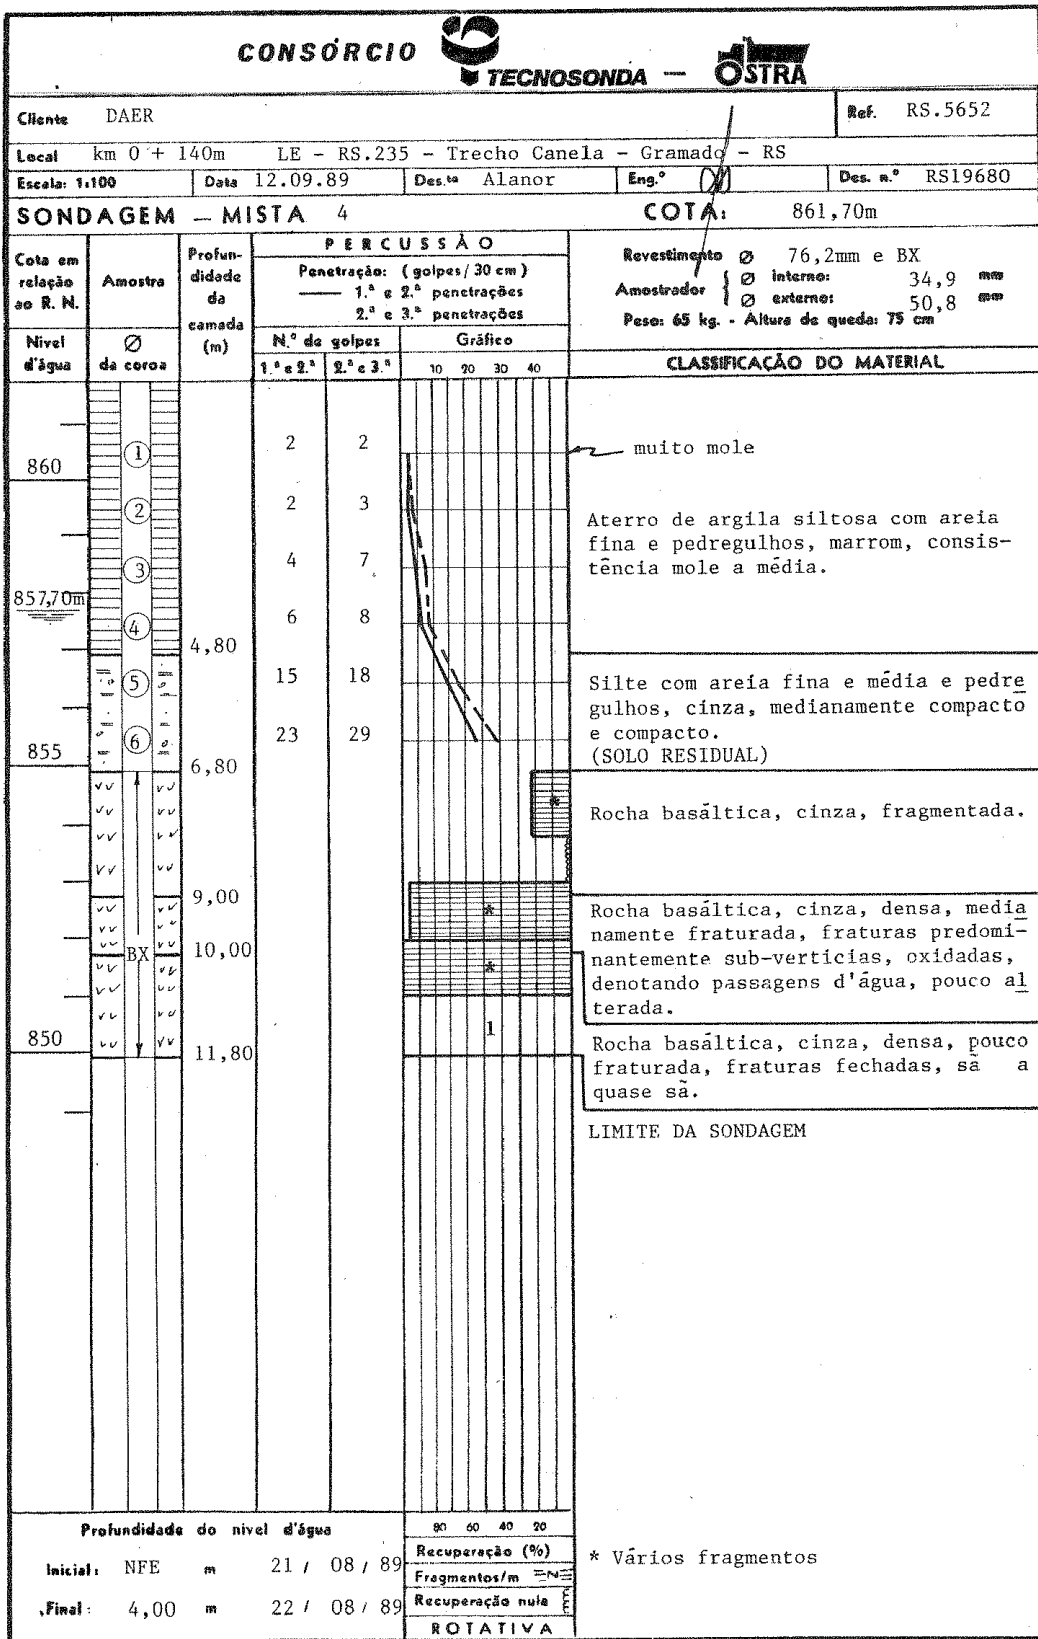 CONSÓRCIO TECNOSONDA — OSTRA
Cliente DAER Ref. RS.5652
Local km 0 + 140m LE - RS.235 - Trecho Canela - Gramado - RS
Escala: 1:100 Data 12.09.89 Des.ta Alanor Eng.º Des. n.º RS19680
SONDAGEM — MISTA 4 COTA: 861,70m
Cota em relação ao R. N.
Nivel d'água
Amostra
Ø da coroa
Profun-
didade
da
camada
(m)
PERCUSSÃO
Penetração: (golpes/30 cm)
1.ª e 2.ª penetrações
2.ª e 3.ª penetrações
N.º de golpes Gráfico
1.ª e 2.ª 2.ª e 3.ª 10 20 30 40
Revestimento Ø 76,2mm e BX
Amostrador { Ø interno: 34,9 mm
Ø externo: 50,8 mm
Peso: 65 kg. - Altura de queda: 75 cm
CLASSIFICAÇÃO DO MATERIAL
1 2 2 muito mole
860
2 2 3
Aterro de argila siltosa com areia
fina e pedregulhos, marrom, consis-
tência mole a média.
3 4 7
857,70m
4 6 8
4,80
5 15 18
Silte com areia fina e média e pedre
gulhos, cinza, medianamente compacto
e compacto.
(SOLO RESIDUAL)
6 23 29
855
6,80
*
Rocha basáltica, cinza, fragmentada.
9,00
*
Rocha basáltica, cinza, densa, media
namente fraturada, fraturas predomi-
nantemente sub-vertícias, oxidadas,
denotando passagens d'água, pouco al
terada.
BX 10,00
*
1
850
11,80
Rocha basáltica, cinza, densa, pouco
fraturada, fraturas fechadas, sã a
quase sã.
LIMITE DA SONDAGEM
Profundidade do nivel d'água
Inicial: NFE m 21 / 08 / 89
Final: 4,00 m 22 / 08 / 89
80 60 40 20
Recuperação (%)
Fragmentos/m N
Recuperação nula
ROTATIVA
* Vários fragmentos